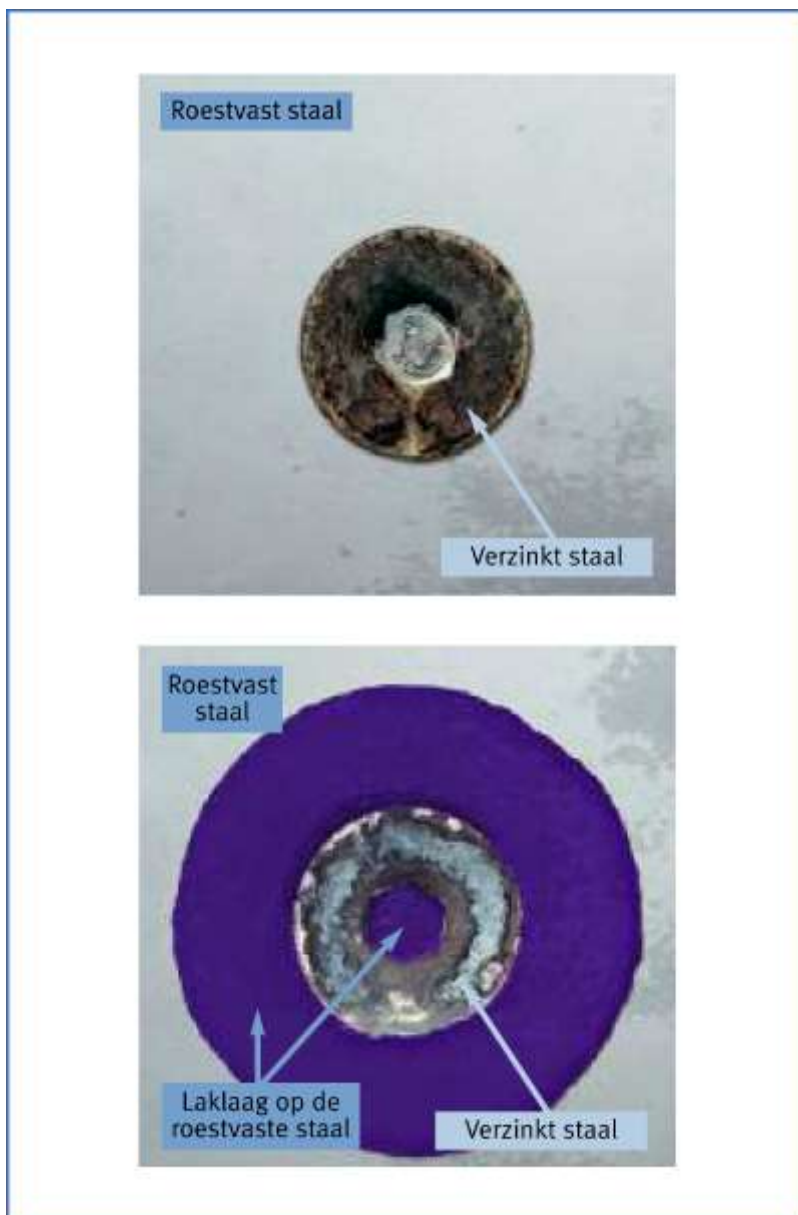 Roestvast staal
Verzinkt staal
Roestvast
staal
Laklaag op de
roestvaste staal
Verzinkt staal